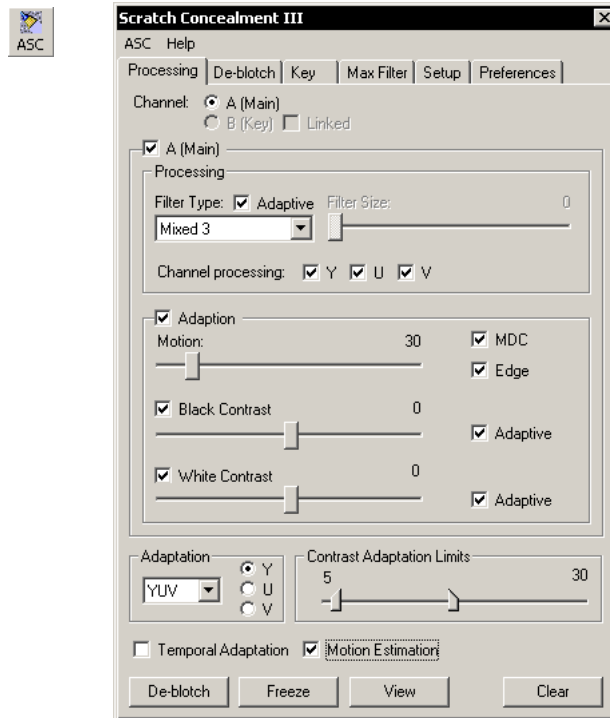 ASC
Scratch Concealment III
ASC Help
Processing De-blotch Key Max Filter Setup Preferences
Channel: A (Main)
B (Key) Linked
A (Main)
Processing
Filter Type: Adaptive Filter Size: 0
Mixed 3
Channel processing: Y U V
Adaption
Motion: 30 MDC
Edge
Black Contrast 0
Adaptive
White Contrast 0
Adaptive
Adaptation Contrast Adaptation Limits
Y 5 30
YUV U
V
Temporal Adaptation Motion Estimation
De-blotch Freeze View Clear